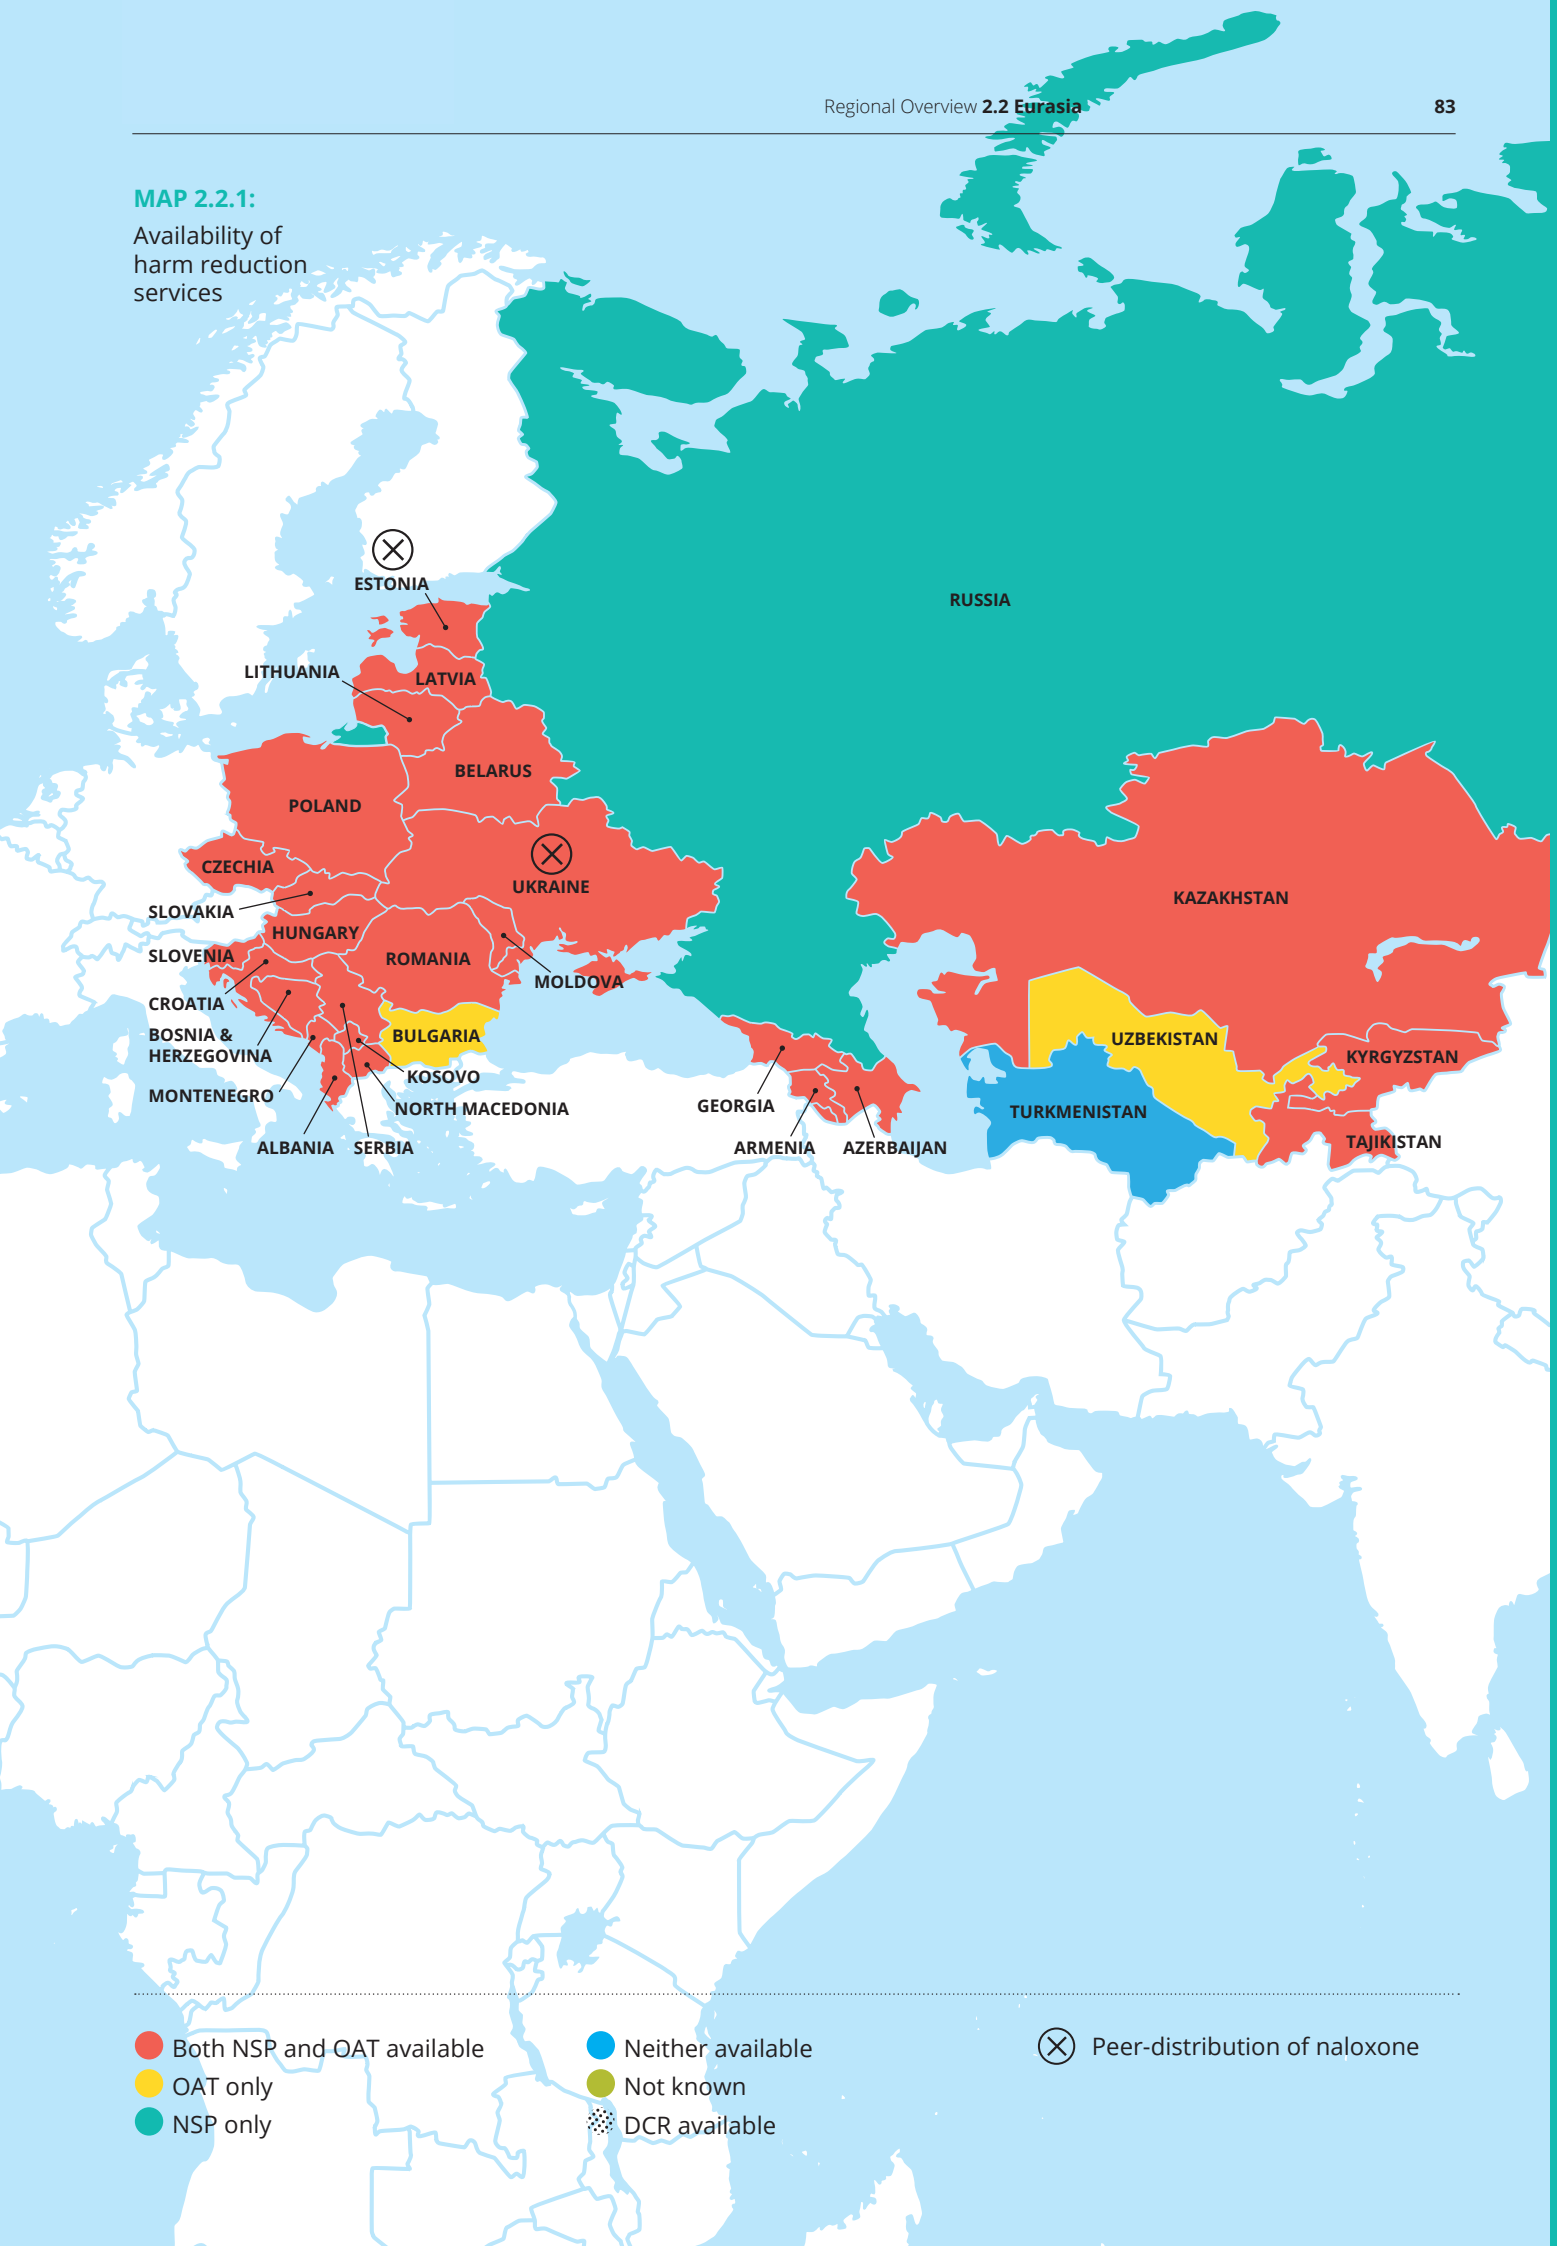 Regional Overview 2.2 Eurasia
83
MAP 2.2.1:
Availability of
harm reduction
services
ESTONIA
RUSSIA
LITHUANIA
LATVIA
BELARUS
POLAND
CZECHIA
UKRAINE
KAZAKHSTAN
SLOVAKIA
HUNGARY
SLOVENIA
ROMANIA
MOLDOVA
CROATIA
BOSNIA &
HERZEGOVINA
BULGARIA
UZBEKISTAN
KYRGYZSTAN
KOSOVO
MONTENEGRO
NORTH MACEDONIA
GEORGIA
TURKMENISTAN
ALBANIA
SERBIA
ARMENIA
AZERBAIJAN
TAJIKISTAN
Both NSP and OAT available
OAT only
NSP only
Neither available
Not known
DCR available
Peer-distribution of naloxone